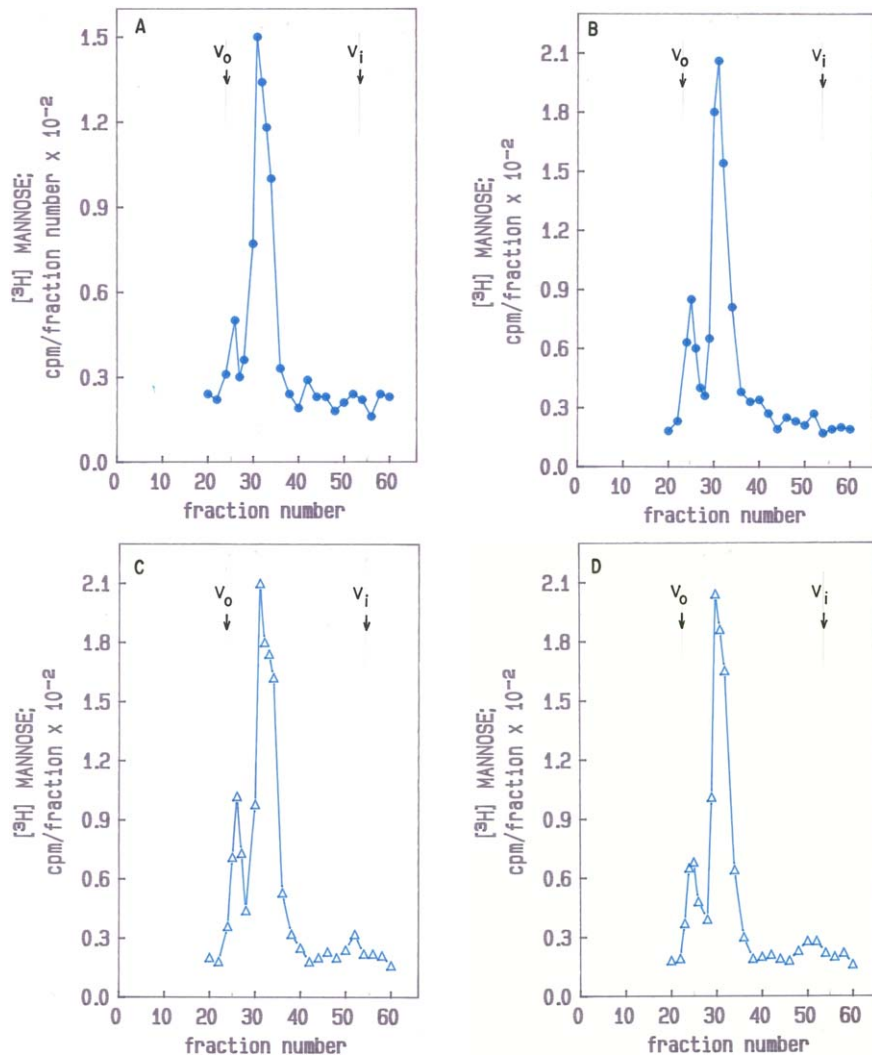 A
V₀
Vᵢ
[³H] MANNOSE;
cpm/fraction number x 10⁻²
1.5
1.2
0.9
0.6
0.3
0.0
0 10 20 30 40 50 60
fraction number
B
V₀
Vᵢ
[³H] MANNOSE;
cpm/fraction x 10⁻²
2.1
1.8
1.5
1.2
0.9
0.6
0.3
0.0
0 10 20 30 40 50 60
fraction number
C
V₀
Vᵢ
[³H] MANNOSE;
cpm/fraction x 10⁻²
2.1
1.8
1.5
1.2
0.9
0.6
0.3
0.0
0 10 20 30 40 50 60
fraction number
D
V₀
Vᵢ
[³H] MANNOSE;
cpm/fraction x 10⁻²
2.1
1.8
1.5
1.2
0.9
0.6
0.3
0.0
0 10 20 30 40 50 60
fraction number